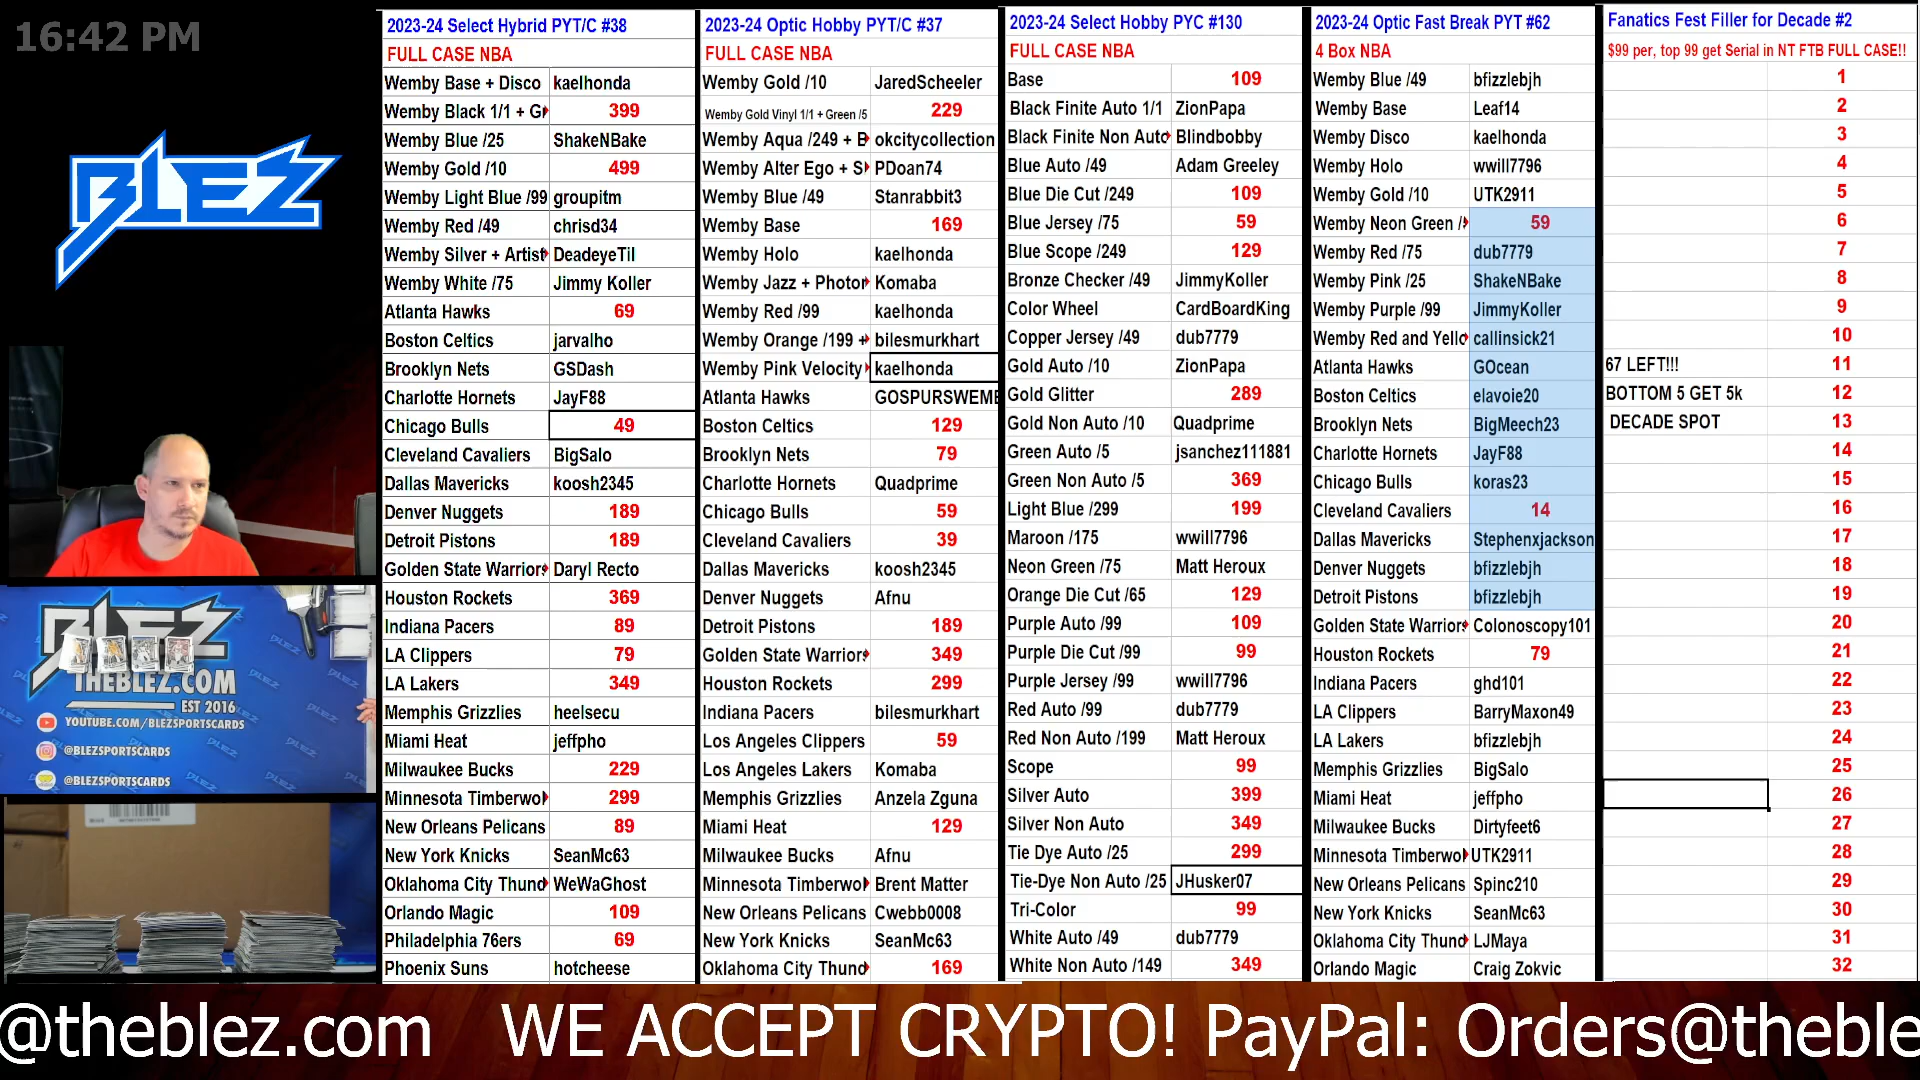 16:42 PM
BLEZ
BLEZ
THEBLEZ.COM
EST 2016
YOUTUBE.COM/BLEZSPORTSCARDS
@BLEZSPORTSCARDS
@BLEZSPORTSCARDS
2023-24 Select Hybrid PYT/C #38
FULL CASE NBA
Wemby Base + Disco kaelhonda
Wemby Black 1/1 + Gr 399
Wemby Blue /25 ShakeNBake
Wemby Gold /10 499
Wemby Light Blue /99 groupitm
Wemby Red /49 chrisd34
Wemby Silver + Artist DeadeyeTil
Wemby White /75 Jimmy Koller
Atlanta Hawks 69
Boston Celtics jarvalho
Brooklyn Nets GSDash
Charlotte Hornets JayF88
Chicago Bulls 49
Cleveland Cavaliers BigSalo
Dallas Mavericks koosh2345
Denver Nuggets 189
Detroit Pistons 189
Golden State Warriors Daryl Recto
Houston Rockets 369
Indiana Pacers 89
LA Clippers 79
LA Lakers 349
Memphis Grizzlies heelsecu
Miami Heat jeffpho
Milwaukee Bucks 229
Minnesota Timberwol 299
New Orleans Pelicans 89
New York Knicks SeanMc63
Oklahoma City Thund WeWaGhost
Orlando Magic 109
Philadelphia 76ers 69
Phoenix Suns hotcheese
2023-24 Optic Hobby PYT/C #37
FULL CASE NBA
Wemby Gold /10 JaredScheeler
Wemby Gold Vinyl 1/1 + Green /5 229
Wemby Aqua /249 + B okcitycollection
Wemby Alter Ego + S PDoan74
Wemby Blue /49 Stanrabbit3
Wemby Base 169
Wemby Holo kaelhonda
Wemby Jazz + Photon Komaba
Wemby Red /99 kaelhonda
Wemby Orange /199 + bilesmurkhart
Wemby Pink Velocity kaelhonda
Atlanta Hawks GOSPURSWEME
Boston Celtics 129
Brooklyn Nets 79
Charlotte Hornets Quadprime
Chicago Bulls 59
Cleveland Cavaliers 39
Dallas Mavericks koosh2345
Denver Nuggets Afnu
Detroit Pistons 189
Golden State Warriors 349
Houston Rockets 299
Indiana Pacers bilesmurkhart
Los Angeles Clippers 59
Los Angeles Lakers Komaba
Memphis Grizzlies Anzela Zguna
Miami Heat 129
Milwaukee Bucks Afnu
Minnesota Timberwol Brent Matter
New Orleans Pelicans Cwebb0008
New York Knicks SeanMc63
Oklahoma City Thund 169
2023-24 Select Hobby PYC #130
FULL CASE NBA
Base 109
Black Finite Auto 1/1 ZionPapa
Black Finite Non Auto Blindbobby
Blue Auto /49 Adam Greeley
Blue Die Cut /249 109
Blue Jersey /75 59
Blue Scope /249 129
Bronze Checker /49 JimmyKoller
Color Wheel CardBoardKing
Copper Jersey /49 dub7779
Gold Auto /10 ZionPapa
Gold Glitter 289
Gold Non Auto /10 Quadprime
Green Auto /5 jsanchez111881
Green Non Auto /5 369
Light Blue /299 199
Maroon /175 wwill7796
Neon Green /75 Matt Heroux
Orange Die Cut /65 129
Purple Auto /99 109
Purple Die Cut /99 99
Purple Jersey /99 wwill7796
Red Auto /99 dub7779
Red Non Auto /199 Matt Heroux
Scope 99
Silver Auto 399
Silver Non Auto 349
Tie Dye Auto /25 299
Tie-Dye Non Auto /25 JHusker07
Tri-Color 99
White Auto /49 dub7779
White Non Auto /149 349
2023-24 Optic Fast Break PYT #62
4 Box NBA
Wemby Blue /49 bfizzlebjh
Wemby Base Leaf14
Wemby Disco kaelhonda
Wemby Holo wwill7796
Wemby Gold /10 UTK2911
Wemby Neon Green / 59
Wemby Red /75 dub7779
Wemby Pink /25 ShakeNBake
Wemby Purple /99 JimmyKoller
Wemby Red and Yello callinsick21
Atlanta Hawks GOcean
Boston Celtics elavoie20
Brooklyn Nets BigMeech23
Charlotte Hornets JayF88
Chicago Bulls koras23
Cleveland Cavaliers 14
Dallas Mavericks Stephenxjackson
Denver Nuggets bfizzlebjh
Detroit Pistons bfizzlebjh
Golden State Warriors Colonoscopy101
Houston Rockets 79
Indiana Pacers ghd101
LA Clippers BarryMaxon49
LA Lakers bfizzlebjh
Memphis Grizzlies BigSalo
Miami Heat jeffpho
Milwaukee Bucks Dirtyfeet6
Minnesota Timberwol UTK2911
New Orleans Pelicans Spinc210
New York Knicks SeanMc63
Oklahoma City Thund LJMaya
Orlando Magic Craig Zokvic
Fanatics Fest Filler for Decade #2
$99 per, top 99 get Serial in NT FTB FULL CASE!!
1
2
3
4
5
6
7
8
9
10
67 LEFT!!! 11
BOTTOM 5 GET 5k 12
DECADE SPOT 13
14
15
16
17
18
19
20
21
22
23
24
25
26
27
28
29
30
31
32
@theblez.com WE ACCEPT CRYPTO! PayPal: Orders@theble